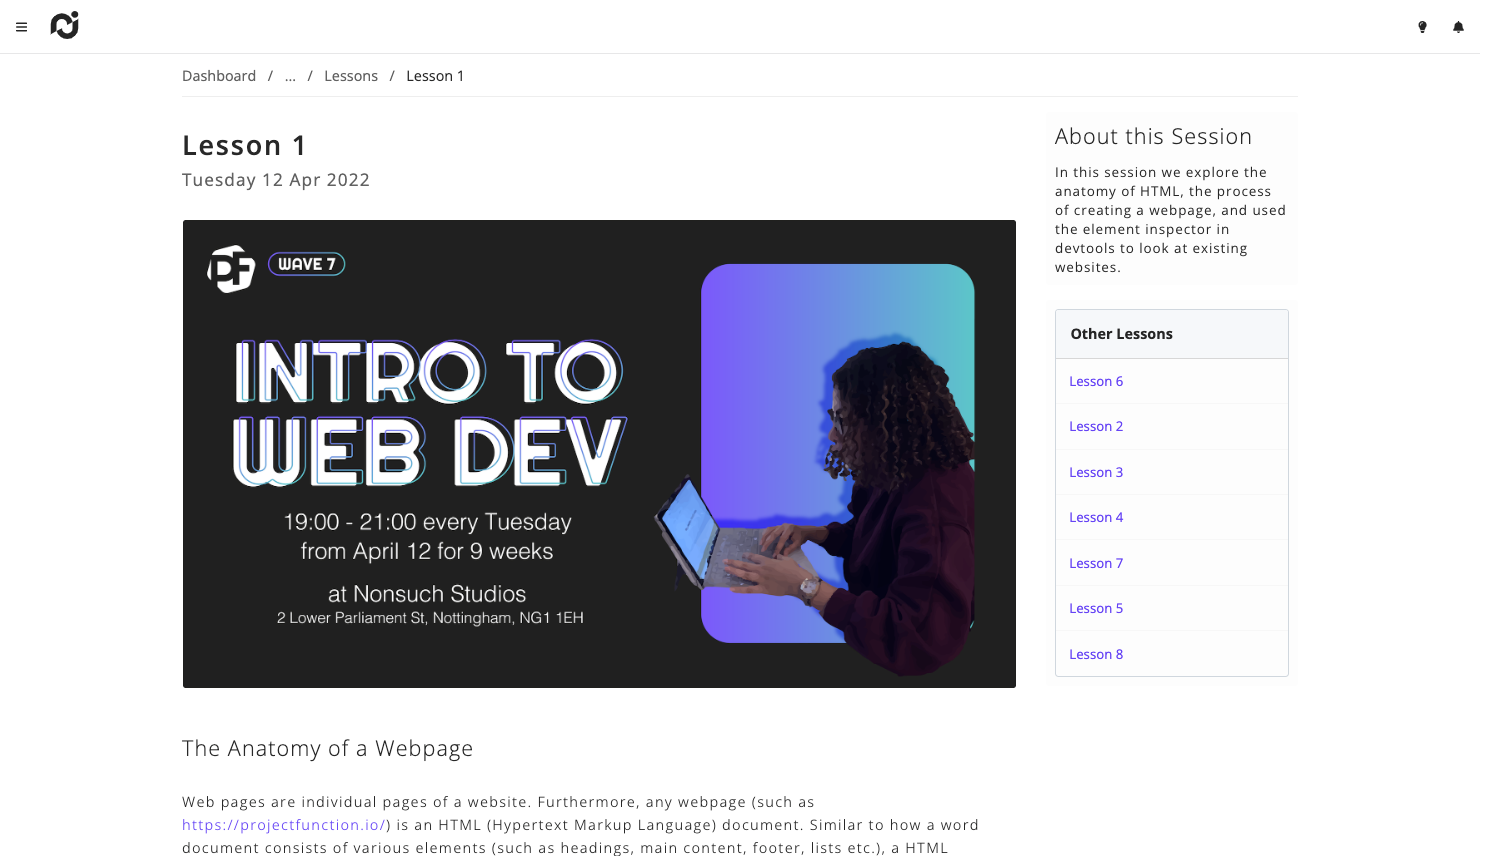 Dashboard / ... / Lessons / Lesson 1
Lesson 1
Tuesday 12 Apr 2022
PF WAVE 7
INTRO TO
WEB DEV
19:00 - 21:00 every Tuesday
from April 12 for 9 weeks
at Nonsuch Studios
2 Lower Parliament St, Nottingham, NG1 1EH
The Anatomy of a Webpage
Web pages are individual pages of a website. Furthermore, any webpage (such as
https://projectfunction.io/) is an HTML (Hypertext Markup Language) document. Similar to how a word
document consists of various elements (such as headings, main content, footer, lists etc.), a HTML
About this Session
In this session we explore the
anatomy of HTML, the process
of creating a webpage, and used
the element inspector in
devtools to look at existing
websites.
Other Lessons
Lesson 6
Lesson 2
Lesson 3
Lesson 4
Lesson 7
Lesson 5
Lesson 8